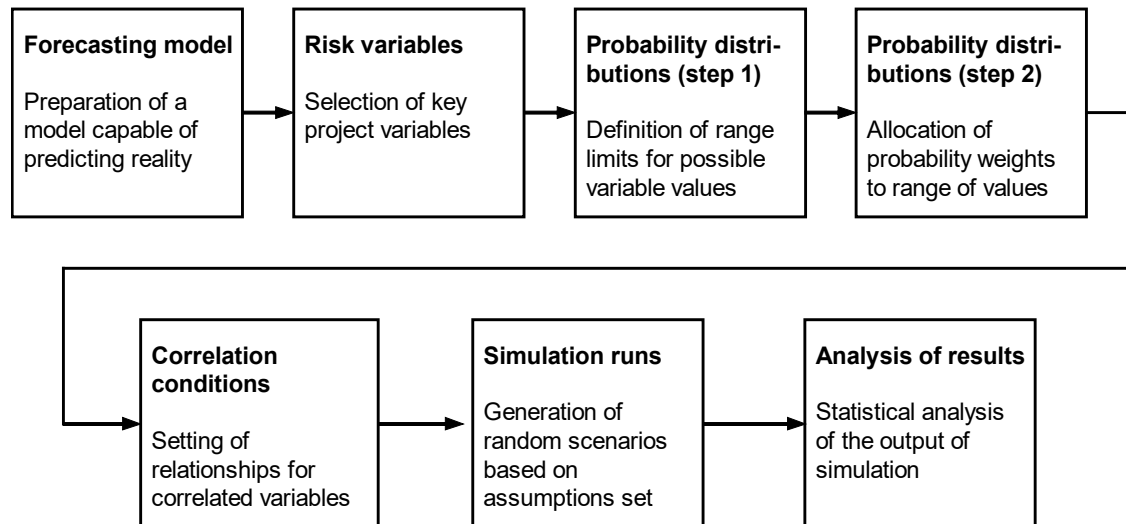 Forecasting model
Preparation of a
model capable of
predicting reality
Risk variables
Selection of key
project variables
Probability distri-
butions (step 1)
Definition of range
limits for possible
variable values
Probability distri-
butions (step 2)
Allocation of
probability weights
to range of values
Correlation
conditions
Setting of
relationships for
correlated variables
Simulation runs
Generation of
random scenarios
based on
assumptions set
Analysis of results
Statistical analysis
of the output of
simulation